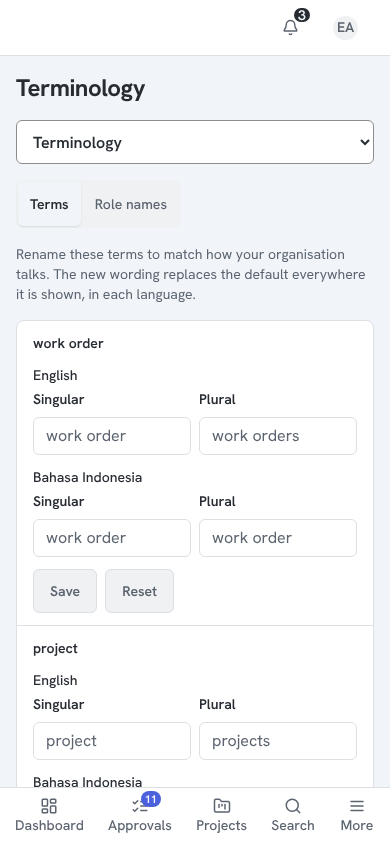 3
EA
Terminology
Terminology
Terms Role names
Rename these terms to match how your organisation
talks. The new wording replaces the default everywhere
it is shown, in each language.
work order
English
Singular Plural
work order work orders
Bahasa Indonesia
Singular Plural
work order work order
Save Reset
project
English
Singular Plural
project projects
Bahasa Indonesia
11
Dashboard Approvals Projects Search More